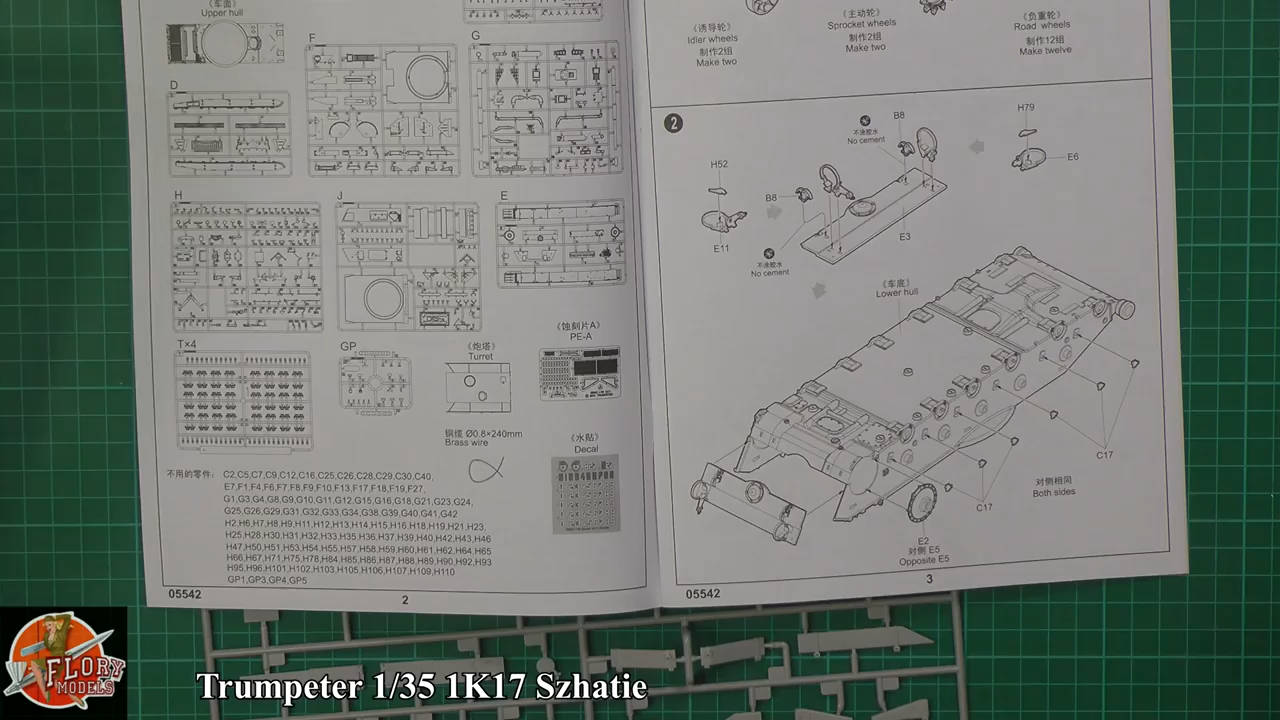 《车面》
Upper hull
F
G
D
H
J
E
T×4
GP
《炮塔》
Turret
《蚀刻片A》
PE-A
铜缆 Ø0.8×240mm
Brass wire
《水贴》
Decal
不用的零件: C2,C5,C7,C9,C12,C16,C25,C26,C28,C29,C30,C40,
E7,F1,F4,F6,F7,F8,F9,F10,F13,F17,F18,F19,F27,
G1,G3,G4,G8,G9,G10,G11,G12,G15,G16,G18,G21,G23,G24,
G25,G26,G29,G31,G32,G33,G34,G38,G39,G40,G41,G42
H2,H6,H7,H8,H9,H11,H12,H13,H14,H15,H16,H18,H19,H21,H23,
H25,H28,H30,H31,H32,H33,H35,H36,H37,H39,H40,H42,H43,H46
H47,H50,H51,H53,H54,H55,H56,H57,H58,H59,H60,H61,H62,H64,H65
H66,H67,H71,H75,H78,H84,H85,H86,H87,H88,H89,H90,H92,H93
H95,H96,H101,H102,H103,H105,H106,H107,H109,H110
GP1,GP3,GP4,GP5
05542
2
《诱导轮》
Idler wheels
制作2组
Make two
《主动轮》
Sprocket wheels
制作2组
Make two
《负重轮》
Road wheels
制作12组
Make twelve
2
H52
E11
B8
不涂胶水
No cement
B8
不涂胶水
No cement
E3
H79
E6
《车底》
Lower hull
C17
C17
对侧相同
Both sides
E2
对侧 E5
Opposite E5
05542
3
FLORY
MODELS
Trumpeter 1/35 1K17 Szhatie